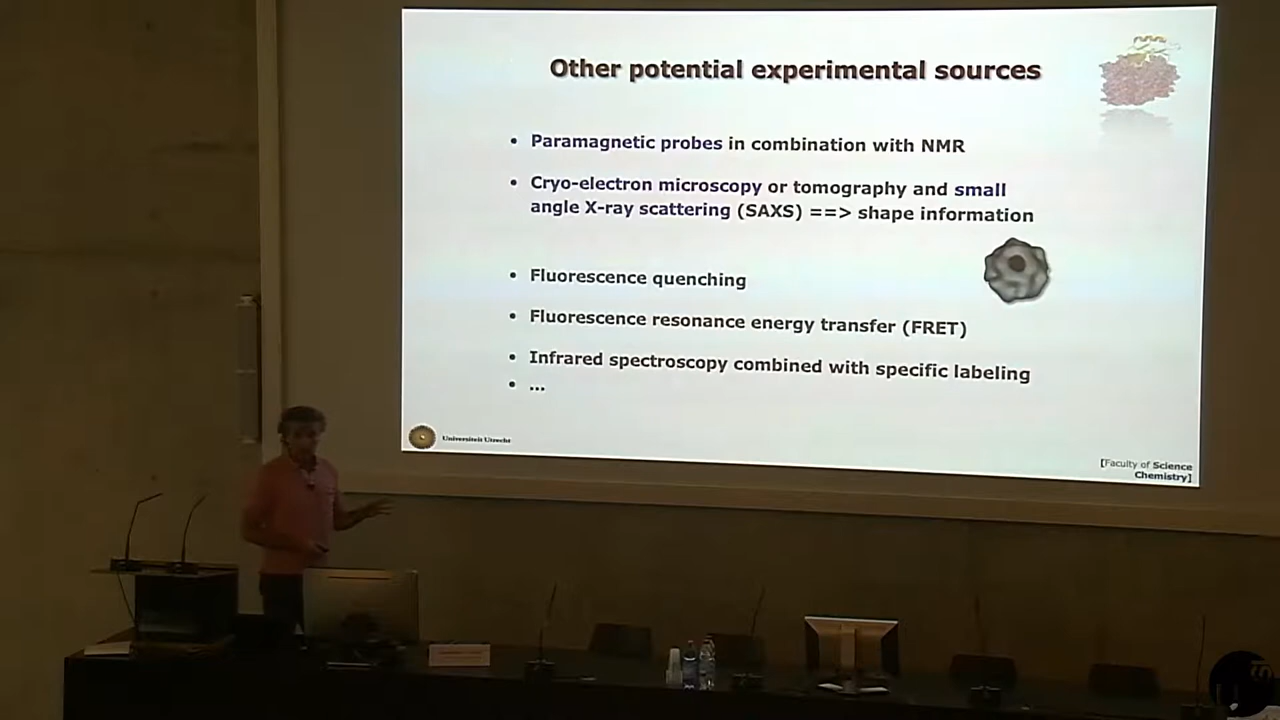 Other potential experimental sources
• Paramagnetic probes in combination with NMR
• Cryo-electron microscopy or tomography and small
angle X-ray scattering (SAXS) ==> shape information
• Fluorescence quenching
• Fluorescence resonance energy transfer (FRET)
• Infrared spectroscopy combined with specific labeling
• ...
Universiteit Utrecht
[Faculty of Science
Chemistry]